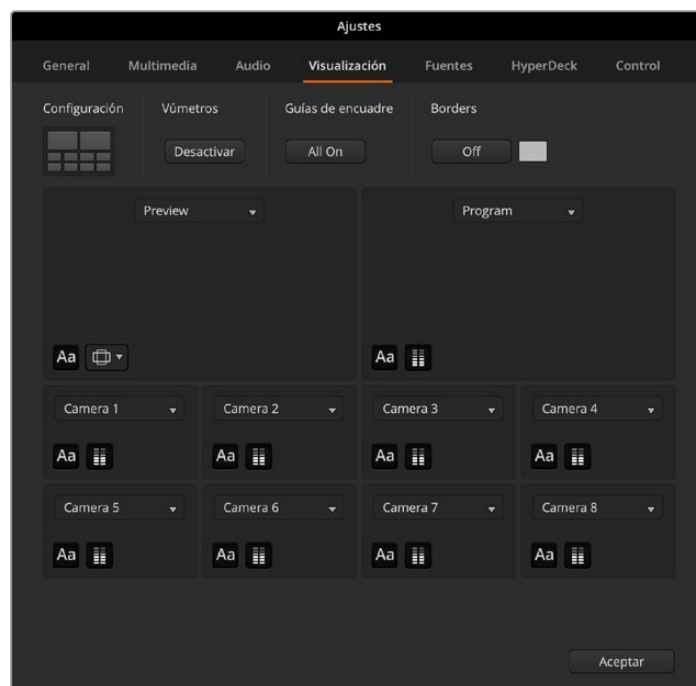 Ajustes
General Multimedia Audio Visualización Fuentes HyperDeck Control
Configuración Vúmetros Guías de encuadre Borders
Desactivar All On Off
Preview Program
Aa Aa
Camera 1 Camera 2 Camera 3 Camera 4
Aa Aa Aa Aa
Camera 5 Camera 6 Camera 7 Camera 8
Aa Aa Aa Aa
Aceptar